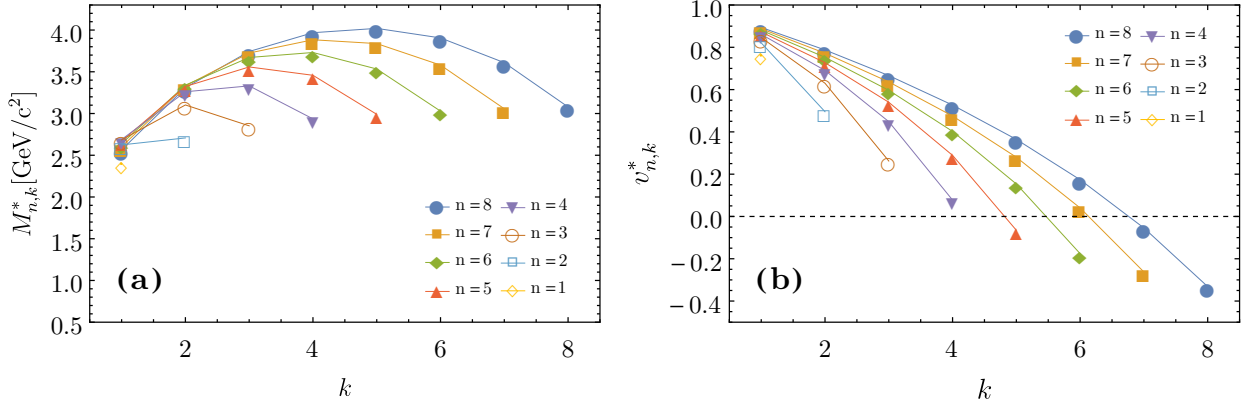 4.0
3.5
3.0
2.5
2.0
1.5
1.0
0.5
M*n,k[GeV/c²]
n = 8 n = 4
n = 7 n = 3
n = 6 n = 2
n = 5 n = 1
(a)
2 4 6 8
k
1.0
0.8
0.6
0.4
0.2
0.0
−0.2
−0.4
v*n,k
n = 8 n = 4
n = 7 n = 3
n = 6 n = 2
n = 5 n = 1
(b)
2 4 6 8
k